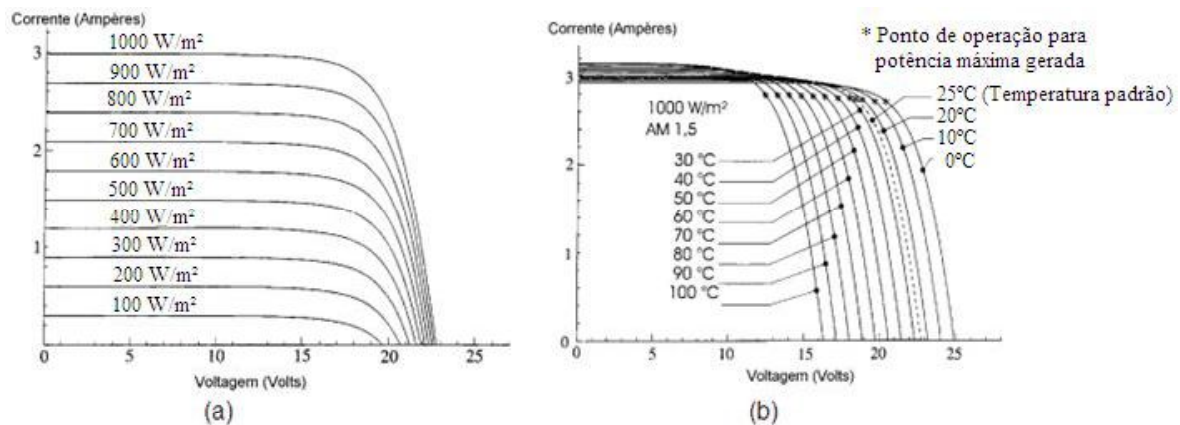 Corrente (Ampères)
1000 W/m²
900 W/m²
800 W/m²
700 W/m²
600 W/m²
500 W/m²
400 W/m²
300 W/m²
200 W/m²
100 W/m²
3
2
1
0
5
10
15
20
25
Voltagem (Volts)
(a)
Corrente (Ampères)
* Ponto de operação para
potência máxima gerada
25°C (Temperatura padrão)
20°C
10°C
0°C
1000 W/m²
AM 1,5
30 °C
40 °C
50 °C
60 °C
70 °C
80 °C
90 °C
100 °C
3
2
1
0
0
5
10
15
20
25
Voltagem (Volts)
(b)